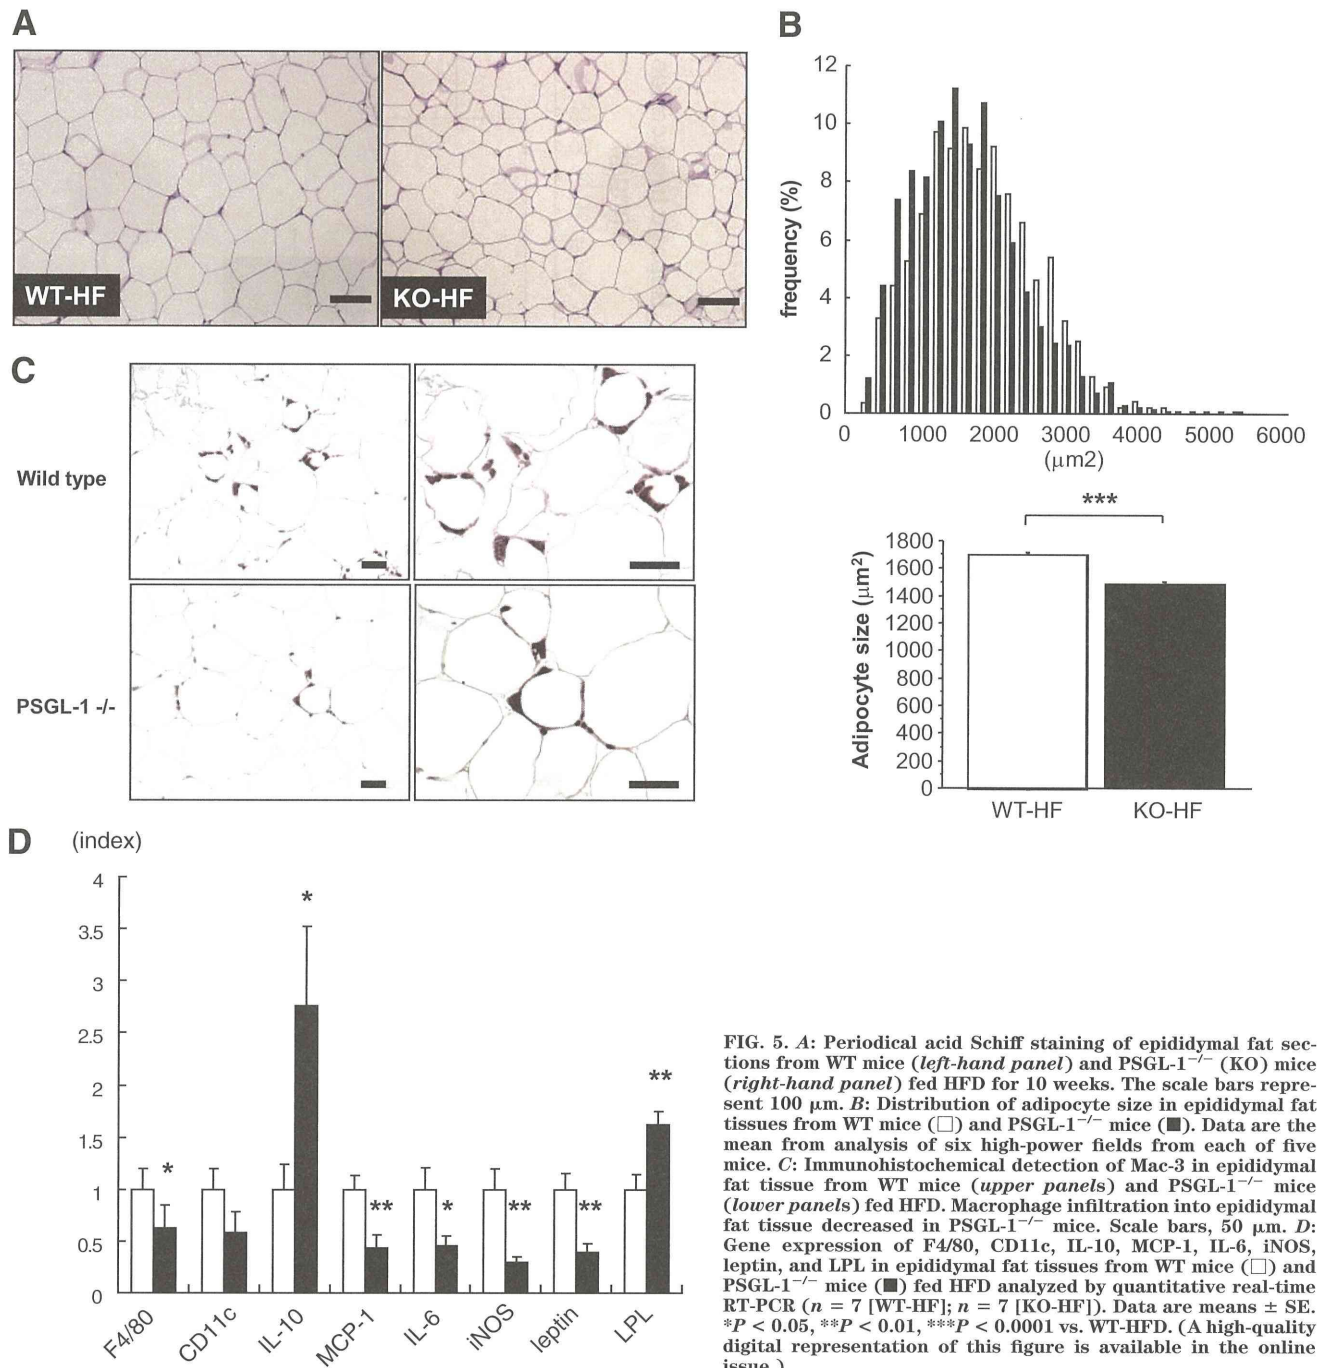 A
WT-HF
KO-HF
B
12
10
8
6
4
2
0
frequency (%)
0 1000 2000 3000 4000 5000 6000
(μm2)
***
1800
1600
1400
1200
1000
800
600
400
200
0
Adipocyte size (μm²)
WT-HF KO-HF
C
Wild type
PSGL-1 -/-
D (index)
4
3.5
3
2.5
2
1.5
1
0.5
0
* * ** * ** ** **
F4/80 CD11c IL-10 MCP-1 IL-6 iNOS leptin LPL
FIG. 5. A: Periodical acid Schiff staining of epididymal fat sec-
tions from WT mice (left-hand panel) and PSGL-1⁻/⁻ (KO) mice
(right-hand panel) fed HFD for 10 weeks. The scale bars repre-
sent 100 μm. B: Distribution of adipocyte size in epididymal fat
tissues from WT mice (□) and PSGL-1⁻/⁻ mice (■). Data are the
mean from analysis of six high-power fields from each of five
mice. C: Immunohistochemical detection of Mac-3 in epididymal
fat tissue from WT mice (upper panels) and PSGL-1⁻/⁻ mice
(lower panels) fed HFD. Macrophage infiltration into epididymal
fat tissue decreased in PSGL-1⁻/⁻ mice. Scale bars, 50 μm. D:
Gene expression of F4/80, CD11c, IL-10, MCP-1, IL-6, iNOS,
leptin, and LPL in epididymal fat tissues from WT mice (□) and
PSGL-1⁻/⁻ mice (■) fed HFD analyzed by quantitative real-time
RT-PCR (n = 7 [WT-HF]; n = 7 [KO-HF]). Data are means ± SE.
*P < 0.05, **P < 0.01, ***P < 0.0001 vs. WT-HFD. (A high-quality
digital representation of this figure is available in the online
issue.)